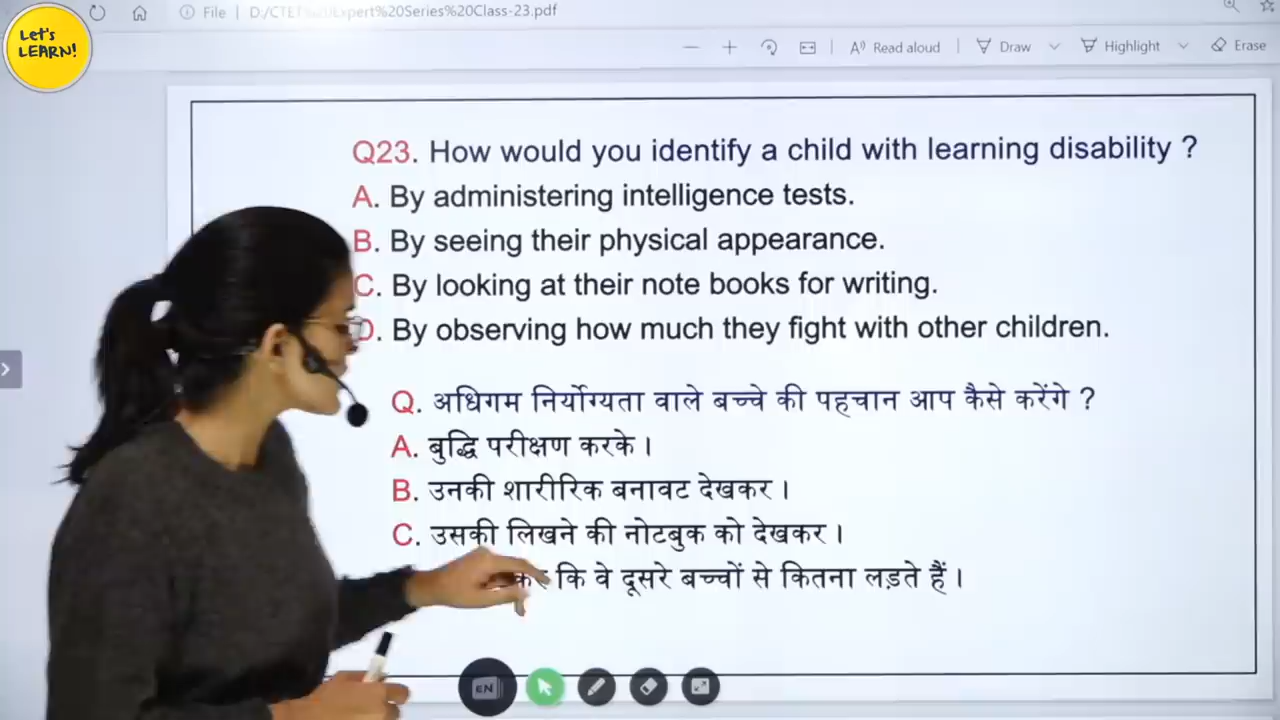 Let's
LEARN!
File | D:/CTET%20Expert%20Series%20Class-23.pdf
Read aloud
Draw
Highlight
Erase
Q23. How would you identify a child with learning disability ?
A. By administering intelligence tests.
B. By seeing their physical appearance.
C. By looking at their note books for writing.
D. By observing how much they fight with other children.
Q. अधिगम निर्योग्यता वाले बच्चे की पहचान आप कैसे करेंगे ?
A. बुद्धि परीक्षण करके ।
B. उनकी शारीरिक बनावट देखकर ।
C. उसकी लिखने की नोटबुक को देखकर ।
कि वे दूसरे बच्चों से कितना लड़ते हैं ।
EN